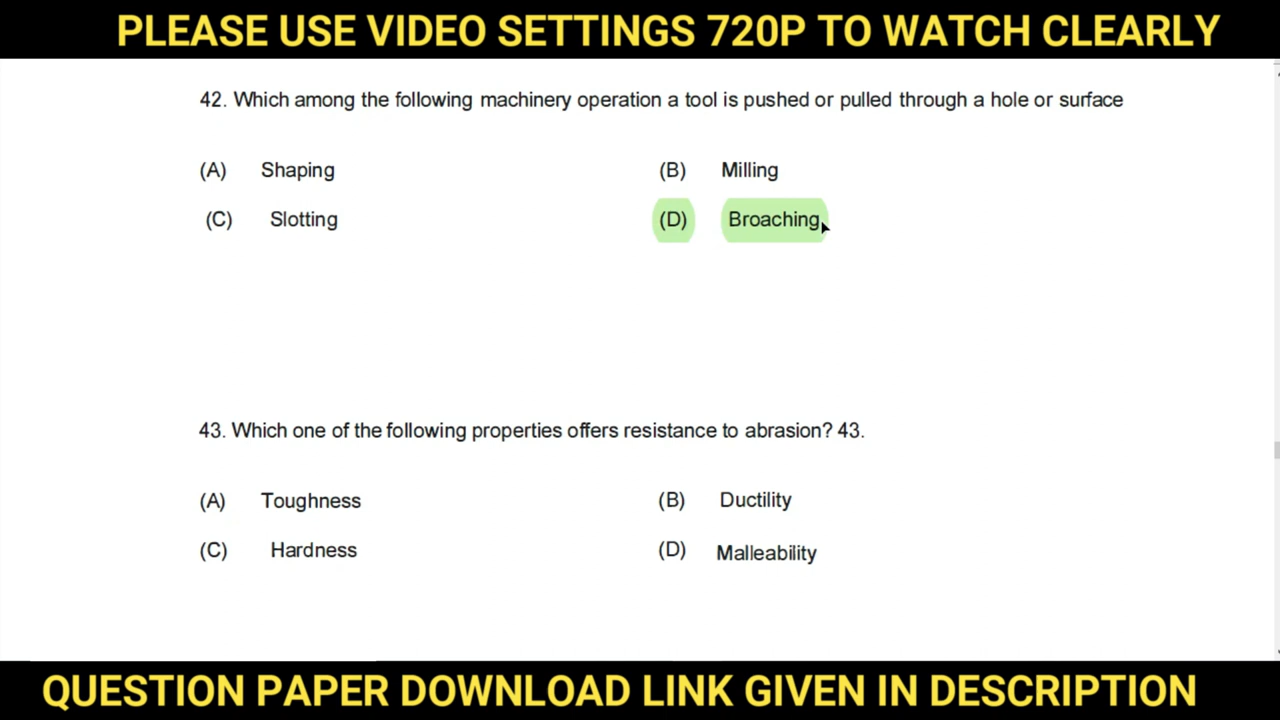 PLEASE USE VIDEO SETTINGS 720P TO WATCH CLEARLY
42. Which among the following machinery operation a tool is pushed or pulled through a hole or surface
(A) Shaping (B) Milling
(C) Slotting (D) Broaching
43. Which one of the following properties offers resistance to abrasion? 43.
(A) Toughness (B) Ductility
(C) Hardness (D) Malleability
QUESTION PAPER DOWNLOAD LINK GIVEN IN DESCRIPTION